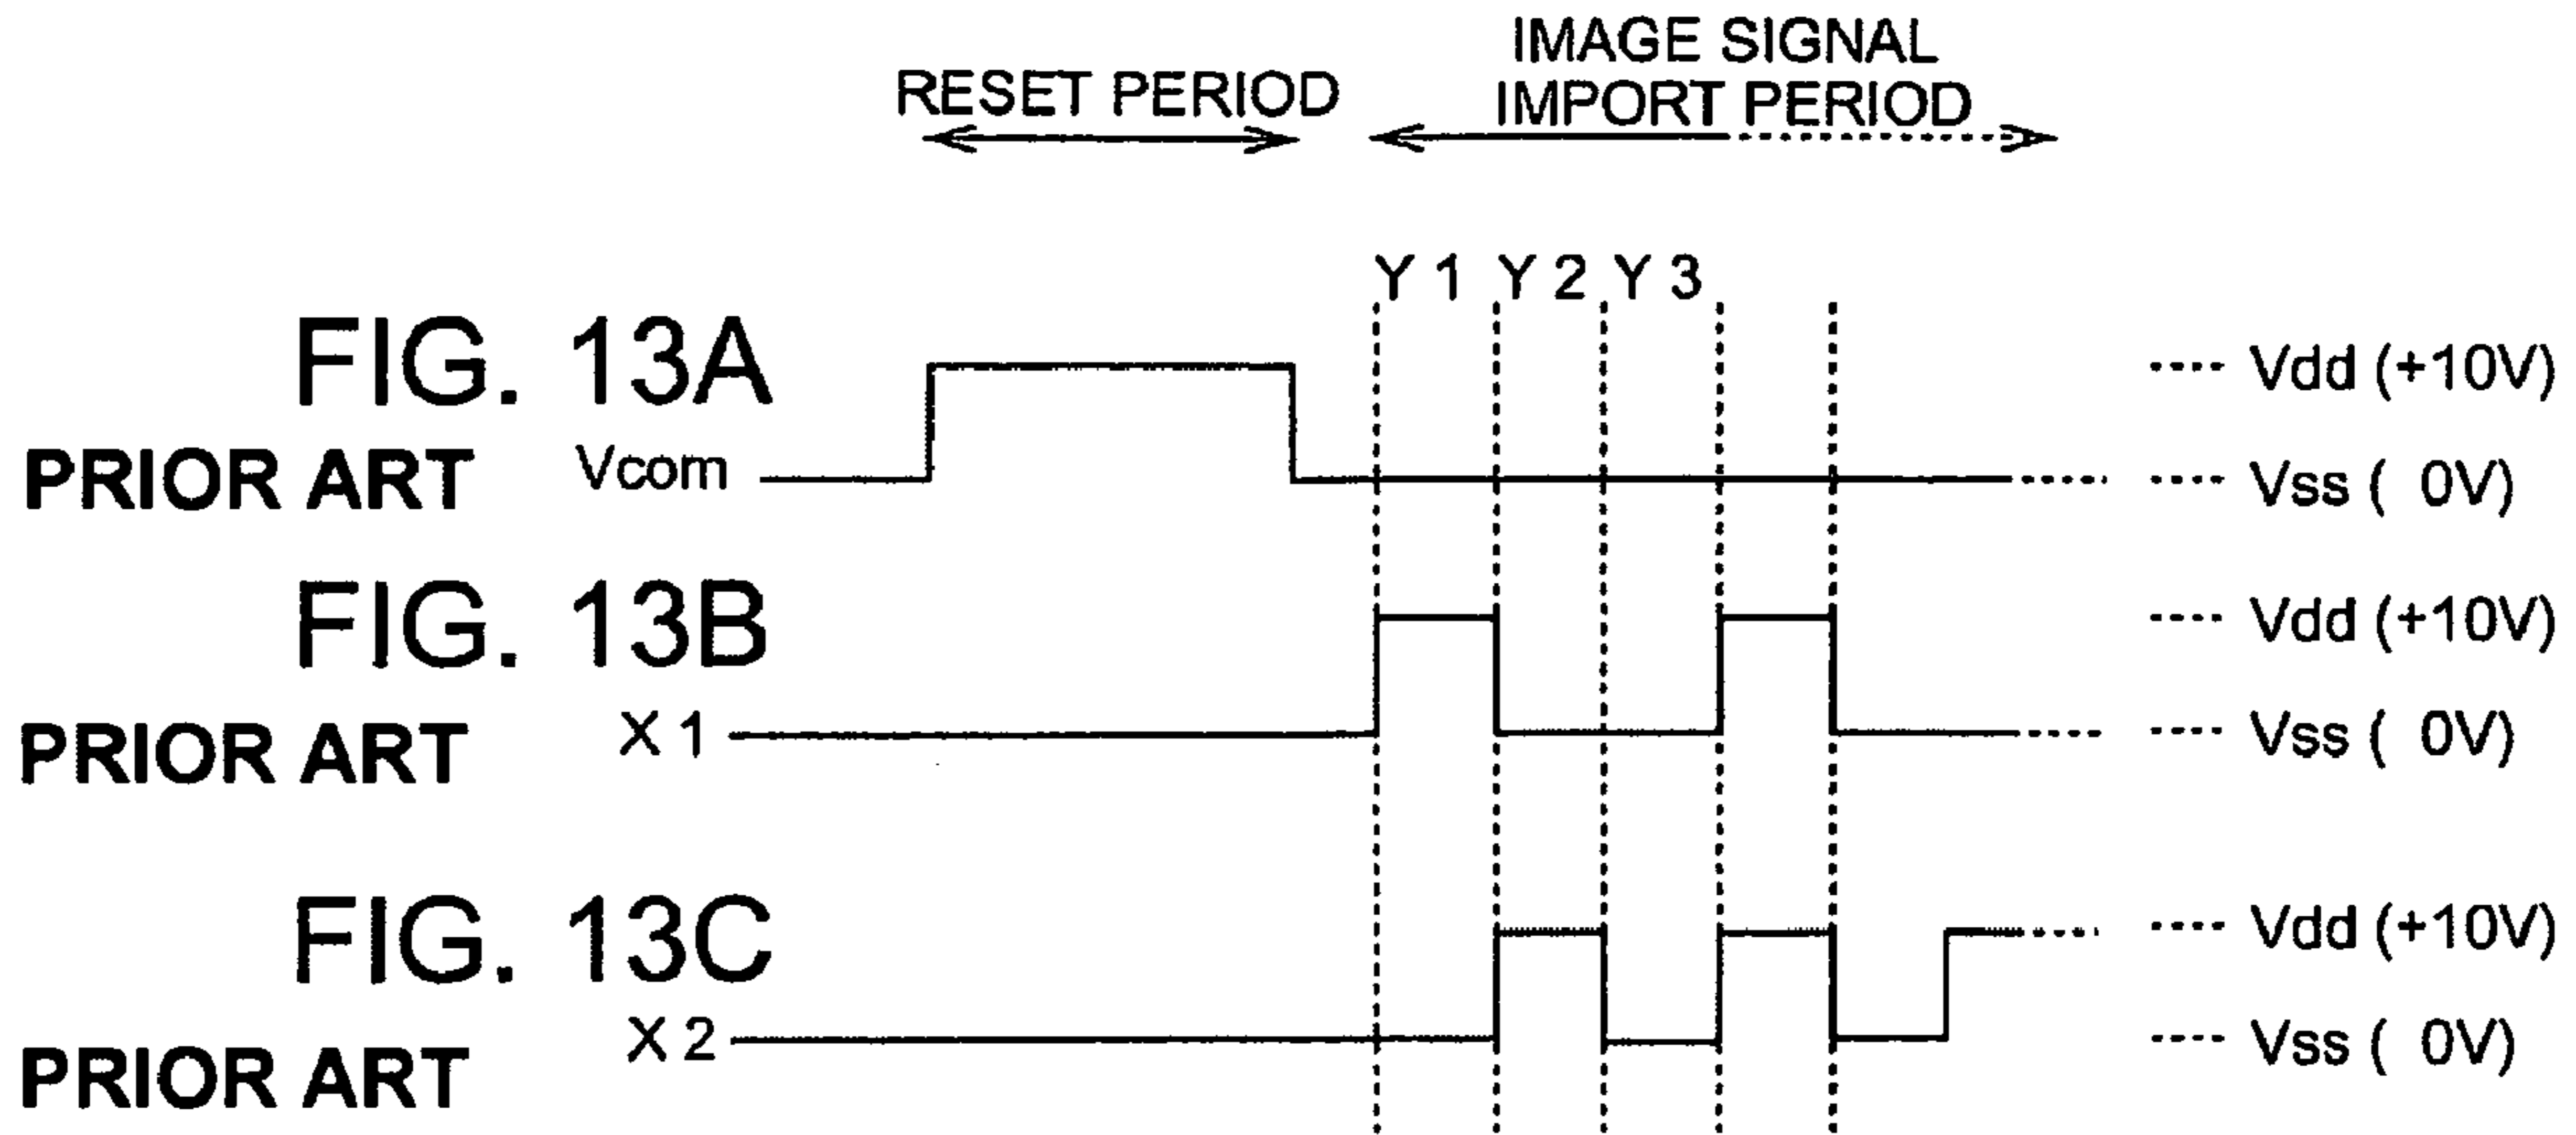 RESET PERIOD
IMAGE SIGNAL
IMPORT PERIOD
Y 1 Y 2 Y 3
FIG. 13A
PRIOR ART
Vcom
Vdd (+10V)
Vss ( 0V)
FIG. 13B
PRIOR ART
X 1
Vdd (+10V)
Vss ( 0V)
FIG. 13C
PRIOR ART
X 2
Vdd (+10V)
Vss ( 0V)